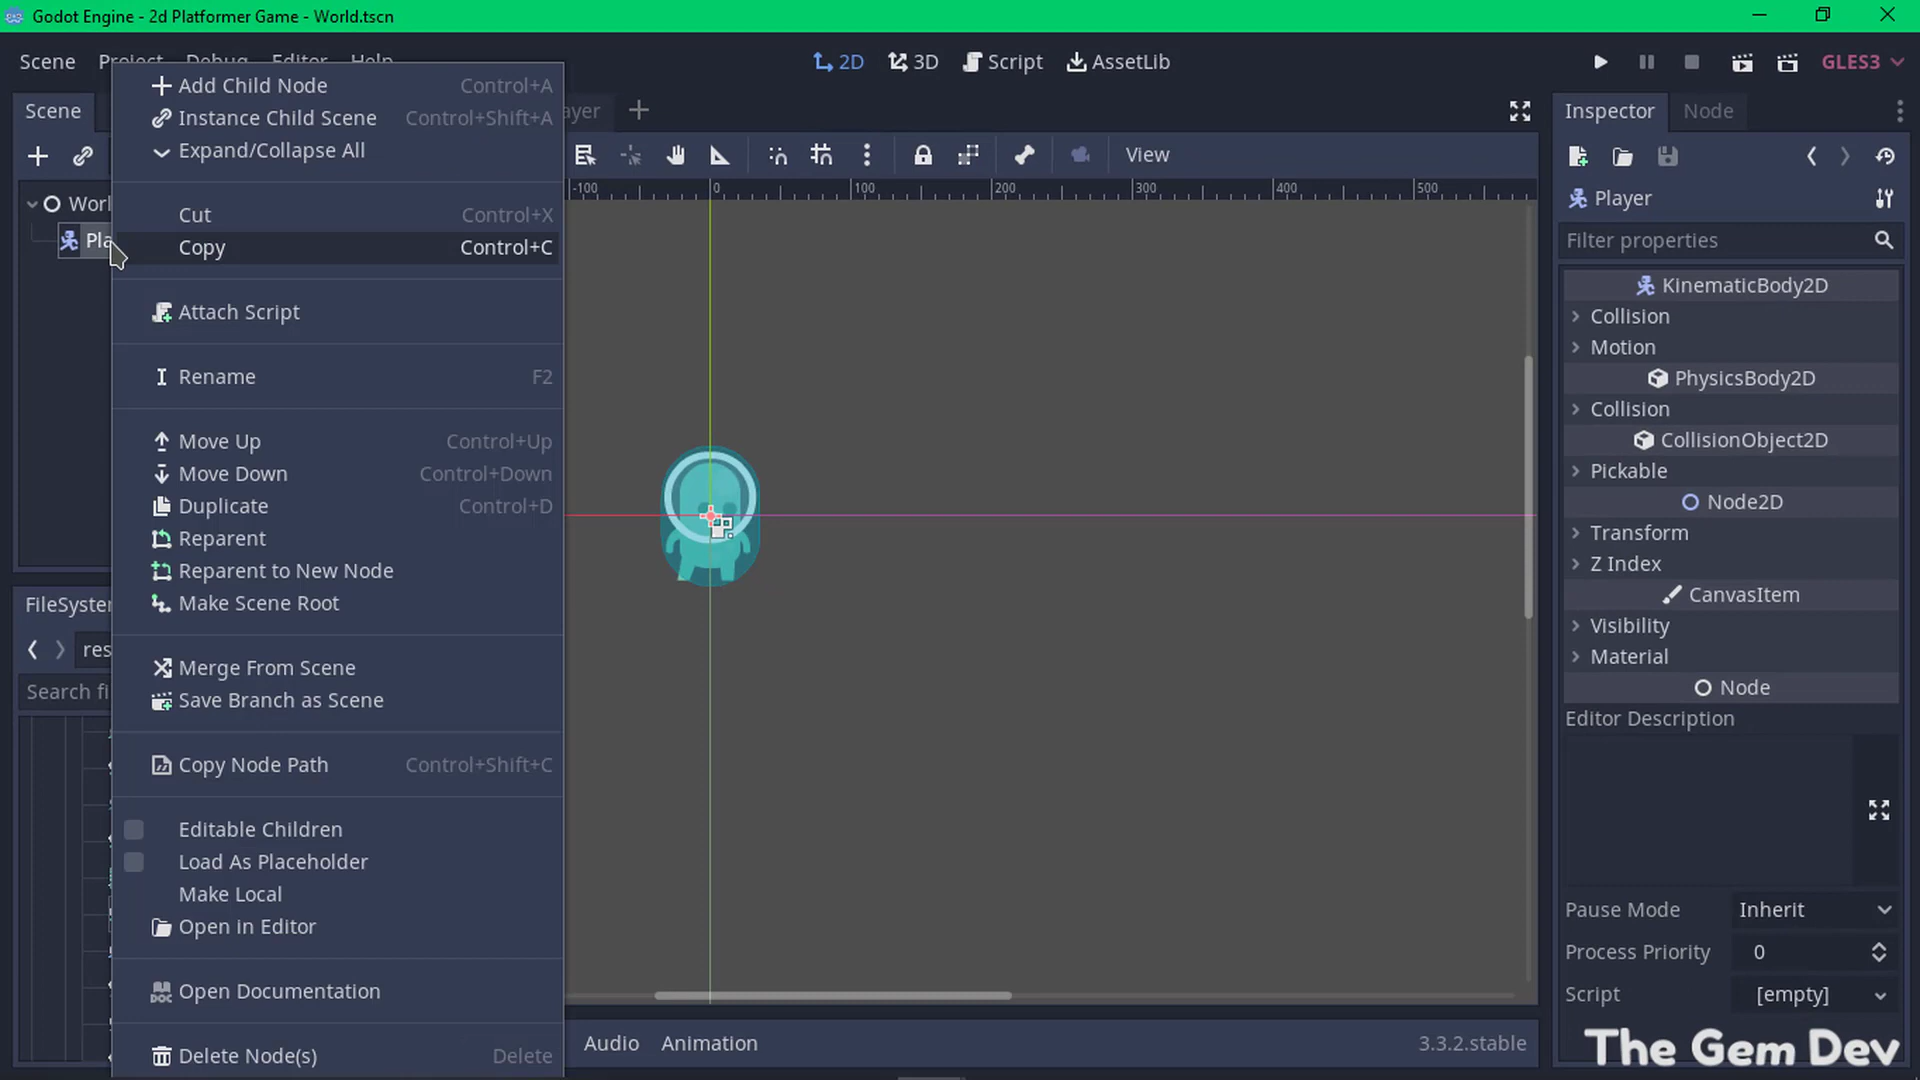 Godot Engine - 2d Platformer Game - World.tscn
Scene Project Debug Editor Help
2D 3D Script AssetLib
GLES3
Scene
Inspector Node
Add Child Node Control+A
Instance Child Scene Control+Shift+A
Expand/Collapse All
Cut Control+X
Copy Control+C
Attach Script
Rename F2
Move Up Control+Up
Move Down Control+Down
Duplicate Control+D
Reparent
Reparent to New Node
Make Scene Root
Merge From Scene
Save Branch as Scene
Copy Node Path Control+Shift+C
Editable Children
Load As Placeholder
Make Local
Open in Editor
Open Documentation
Delete Node(s) Delete
Worl
Pla
FileSystem
res
Search fi
View
-100 0 100 200 300 400 500
Audio Animation
3.3.2.stable
Player
Filter properties
KinematicBody2D
Collision
Motion
PhysicsBody2D
Collision
CollisionObject2D
Pickable
Node2D
Transform
Z Index
CanvasItem
Visibility
Material
Node
Editor Description
Pause Mode Inherit
Process Priority 0
Script [empty]
The Gem Dev